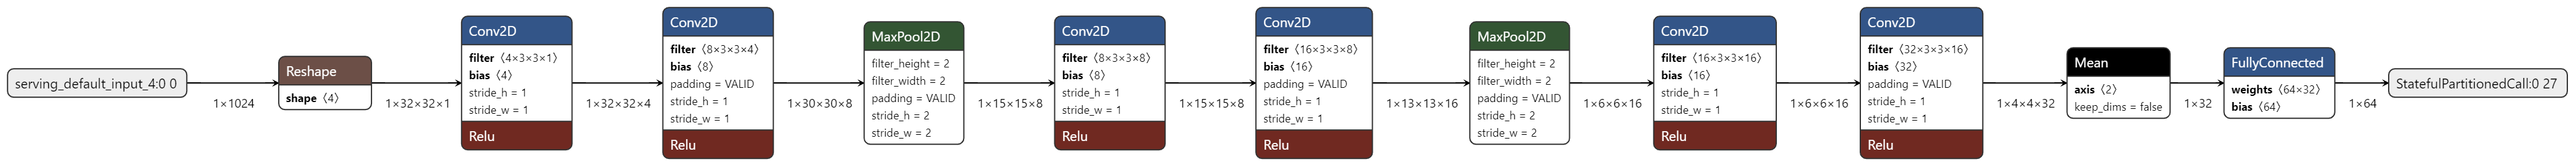 serving_default_input_4:0 0
1×1024
Reshape
shape ⟨4⟩
1×32×32×1
Conv2D
filter ⟨4×3×3×1⟩
bias ⟨4⟩
stride_h = 1
stride_w = 1
Relu
1×32×32×4
Conv2D
filter ⟨8×3×3×4⟩
bias ⟨8⟩
padding = VALID
stride_h = 1
stride_w = 1
Relu
1×30×30×8
MaxPool2D
filter_height = 2
filter_width = 2
padding = VALID
stride_h = 2
stride_w = 2
1×15×15×8
Conv2D
filter ⟨8×3×3×8⟩
bias ⟨8⟩
stride_h = 1
stride_w = 1
Relu
1×15×15×8
Conv2D
filter ⟨16×3×3×8⟩
bias ⟨16⟩
padding = VALID
stride_h = 1
stride_w = 1
Relu
1×13×13×16
MaxPool2D
filter_height = 2
filter_width = 2
padding = VALID
stride_h = 2
stride_w = 2
1×6×6×16
Conv2D
filter ⟨16×3×3×16⟩
bias ⟨16⟩
stride_h = 1
stride_w = 1
Relu
1×6×6×16
Conv2D
filter ⟨32×3×3×16⟩
bias ⟨32⟩
padding = VALID
stride_h = 1
stride_w = 1
Relu
1×4×4×32
Mean
axis ⟨2⟩
keep_dims = false
1×32
FullyConnected
weights ⟨64×32⟩
bias ⟨64⟩
1×64
StatefulPartitionedCall:0 27